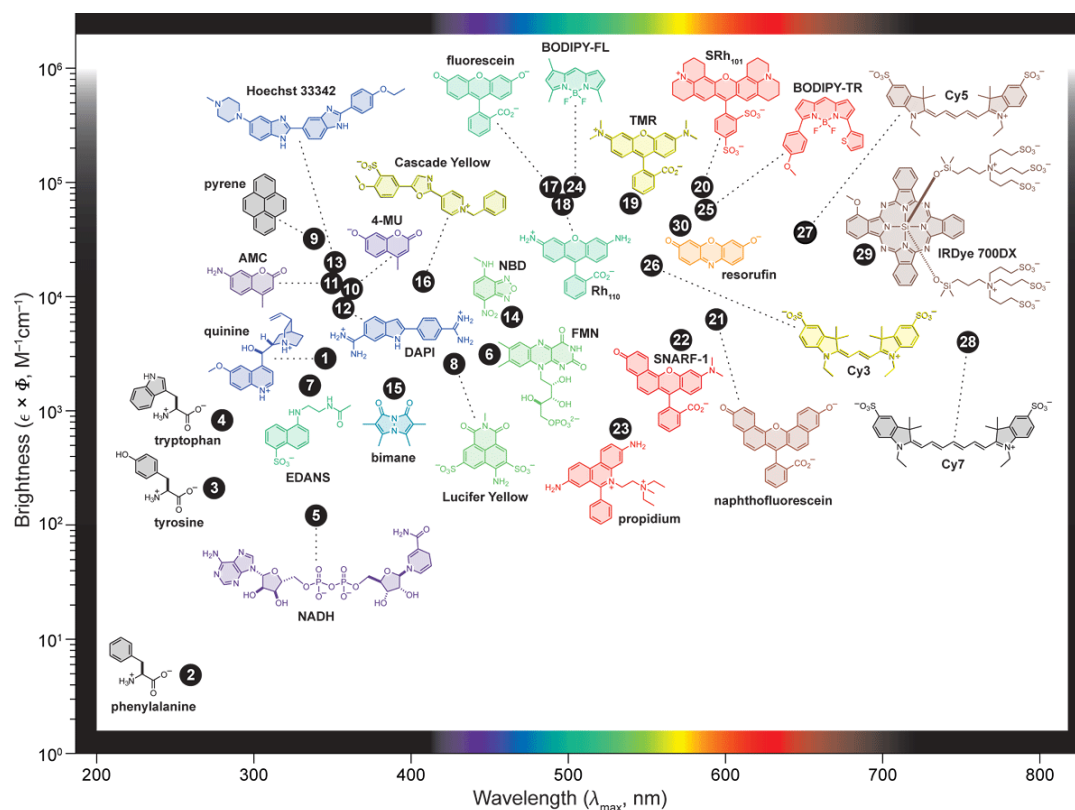 Brightness (ϵ × Φ, M⁻¹cm⁻¹)
10⁶
10⁵
10⁴
10³
10²
10¹
10⁰
Hoechst 33342
fluorescein
BODIPY-FL
SRh₁₀₁
BODIPY-TR
Cy5
TMR
Cascade Yellow
pyrene
4-MU
AMC
NBD
Rh₁₁₀
resorufin
IRDye 700DX
quinine
DAPI
FMN
SNARF-1
Cy3
tryptophan
EDANS
bimane
Lucifer Yellow
propidium
naphthofluorescein
Cy7
tyrosine
NADH
phenylalanine
17
24
18
19
20
25
30
27
29
9
13
11
10
12
16
26
14
21
1
8
6
22
28
7
15
4
23
3
5
2
200
300
400
500
600
700
800
Wavelength (λmax, nm)